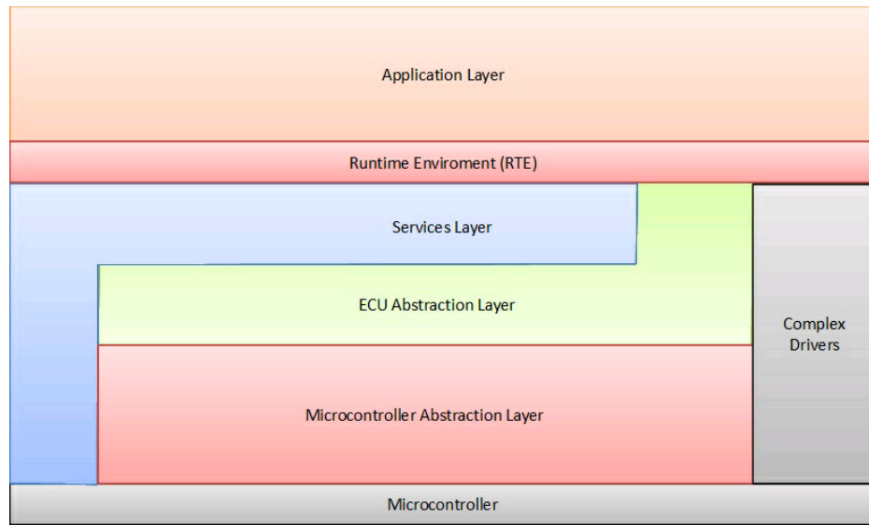 Application Layer
Runtime Enviroment (RTE)
Services Layer
ECU Abstraction Layer
Complex
Drivers
Microcontroller Abstraction Layer
Microcontroller